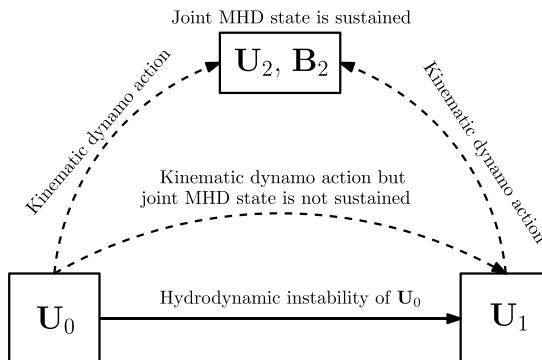 Joint MHD state is sustained
U₂, B₂
Kinematic dynamo action
Kinematic dynamo action
Kinematic dynamo action but
joint MHD state is not sustained
Hydrodynamic instability of U₀
U₀
U₁